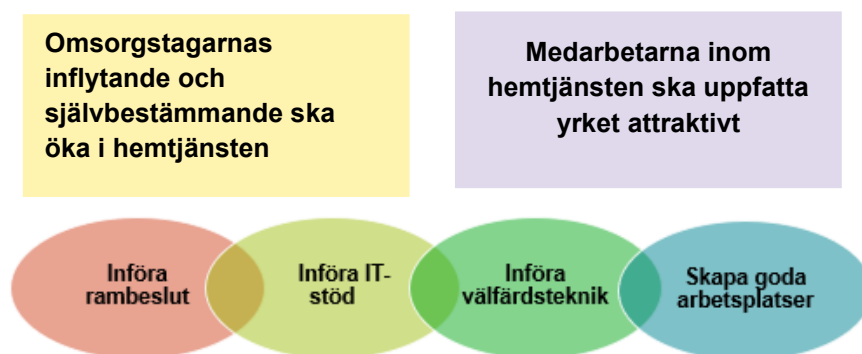 Omsorgstagarnas
inflytande och
självbestämmande ska
öka i hemtjänsten
Medarbetarna inom
hemtjänsten ska uppfatta
yrket attraktivt
Införa
rambeslut
Införa IT-
stöd
Införa
välfärdsteknik
Skapa goda
arbetsplatser